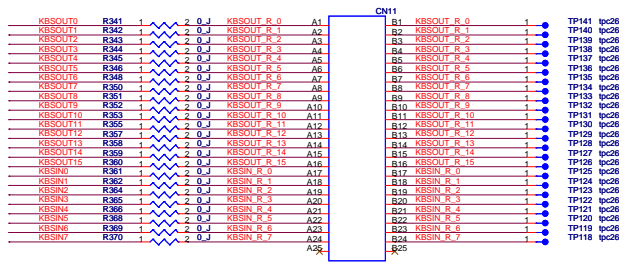 CN11
KBSOUT0 R341 1 2 0_J KBSOUT_R_0 A1 B1 KBSOUT_R_0 1 TP141 tpc26
KBSOUT1 R342 1 2 0_J KBSOUT_R_1 A2 B2 KBSOUT_R_1 1 TP140 tpc26
KBSOUT2 R343 1 2 0_J KBSOUT_R_2 A3 B3 KBSOUT_R_2 1 TP139 tpc26
KBSOUT3 R344 1 2 0_J KBSOUT_R_3 A4 B4 KBSOUT_R_3 1 TP138 tpc26
KBSOUT4 R345 1 2 0_J KBSOUT_R_4 A5 B5 KBSOUT_R_4 1 TP137 tpc26
KBSOUT5 R346 1 2 0_J KBSOUT_R_5 A6 B6 KBSOUT_R_5 1 TP136 tpc26
KBSOUT6 R348 1 2 0_J KBSOUT_R_6 A7 B7 KBSOUT_R_6 1 TP135 tpc26
KBSOUT7 R350 1 2 0_J KBSOUT_R_7 A8 B8 KBSOUT_R_7 1 TP134 tpc26
KBSOUT8 R351 1 2 0_J KBSOUT_R_8 A9 B9 KBSOUT_R_8 1 TP133 tpc26
KBSOUT9 R352 1 2 0_J KBSOUT_R_9 A10 B10 KBSOUT_R_9 1 TP132 tpc26
KBSOUT10 R353 1 2 0_J KBSOUT_R_10 A11 B11 KBSOUT_R_10 1 TP131 tpc26
KBSOUT11 R355 1 2 0_J KBSOUT_R_11 A12 B12 KBSOUT_R_11 1 TP130 tpc26
KBSOUT12 R357 1 2 0_J KBSOUT_R_12 A13 B13 KBSOUT_R_12 1 TP129 tpc26
KBSOUT13 R358 1 2 0_J KBSOUT_R_13 A14 B14 KBSOUT_R_13 1 TP128 tpc26
KBSOUT14 R359 1 2 0_J KBSOUT_R_14 A15 B15 KBSOUT_R_14 1 TP127 tpc26
KBSOUT15 R360 1 2 0_J KBSOUT_R_15 A16 B16 KBSOUT_R_15 1 TP126 tpc26
KBSIN0 R361 1 2 0_J KBSIN_R_0 A17 B17 KBSIN_R_0 1 TP125 tpc26
KBSIN1 R362 1 2 0_J KBSIN_R_1 A18 B18 KBSIN_R_1 1 TP124 tpc26
KBSIN2 R364 1 2 0_J KBSIN_R_2 A19 B19 KBSIN_R_2 1 TP123 tpc26
KBSIN3 R365 1 2 0_J KBSIN_R_3 A20 B20 KBSIN_R_3 1 TP122 tpc26
KBSIN4 R366 1 2 0_J KBSIN_R_4 A21 B21 KBSIN_R_4 1 TP121 tpc26
KBSIN5 R368 1 2 0_J KBSIN_R_5 A22 B22 KBSIN_R_5 1 TP120 tpc26
KBSIN6 R369 1 2 0_J KBSIN_R_6 A23 B23 KBSIN_R_6 1 TP119 tpc26
KBSIN7 R370 1 2 0_J KBSIN_R_7 A24 B24 KBSIN_R_7 1 TP118 tpc26
A25 B25